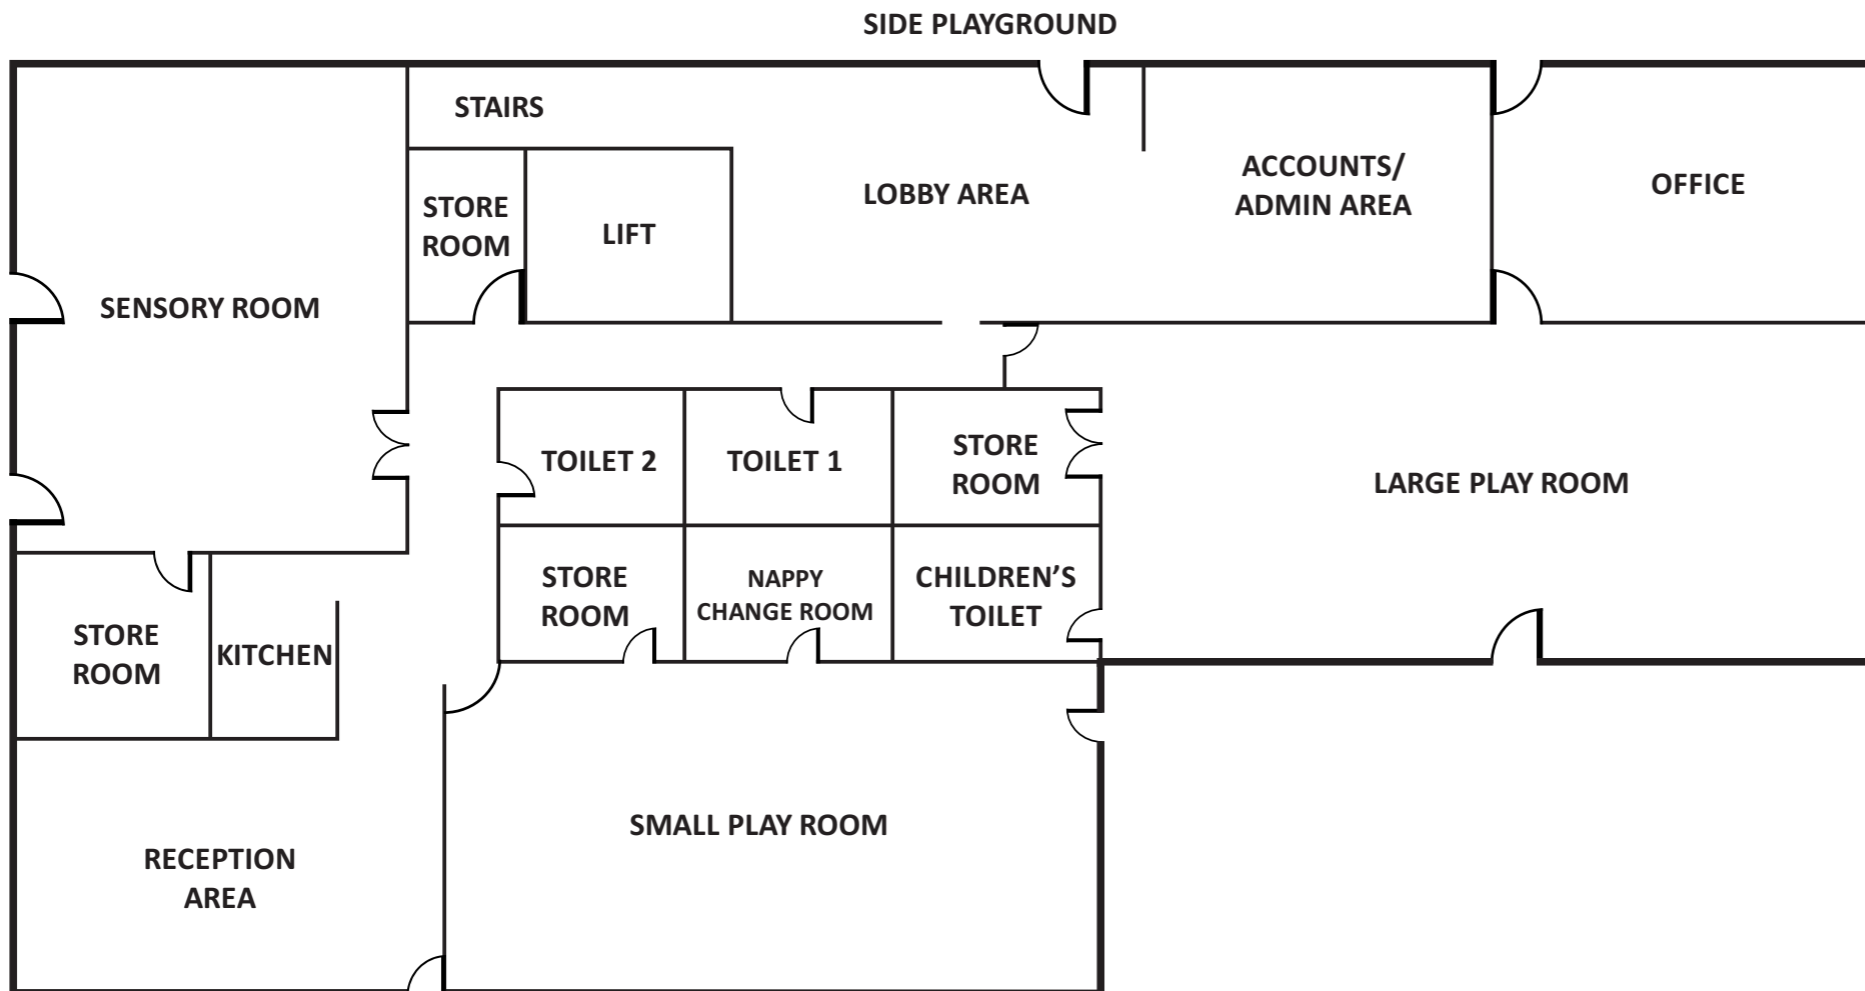 SIDE PLAYGROUND
STAIRS
STORE
ROOM
LIFT
LOBBY AREA
ACCOUNTS/
ADMIN AREA
OFFICE
SENSORY ROOM
TOILET 2
TOILET 1
STORE
ROOM
LARGE PLAY ROOM
STORE
ROOM
NAPPY
CHANGE ROOM
CHILDREN'S
TOILET
STORE
ROOM
KITCHEN
SMALL PLAY ROOM
RECEPTION
AREA